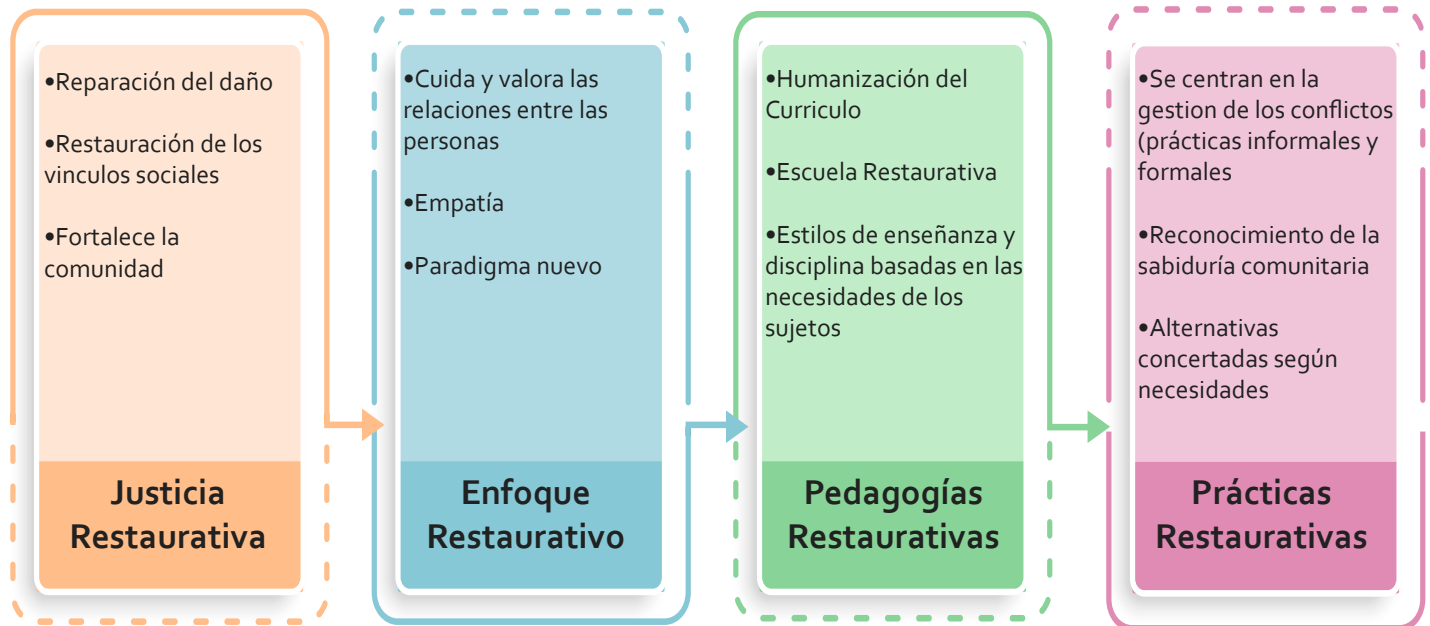 •Reparación del daño
•Restauración de los
vinculos sociales
•Fortalece la
comunidad
Justicia
Restaurativa
•Cuida y valora las
relaciones entre las
personas
•Empatía
•Paradigma nuevo
Enfoque
Restaurativo
•Humanización del
Curriculo
•Escuela Restaurativa
•Estilos de enseñanza y
disciplina basadas en las
necesidades de los
sujetos
Pedagogías
Restaurativas
•Se centran en la
gestion de los conflictos
(prácticas informales y
formales
•Reconocimiento de la
sabiduría comunitaria
•Alternativas
concertadas según
necesidades
Prácticas
Restaurativas